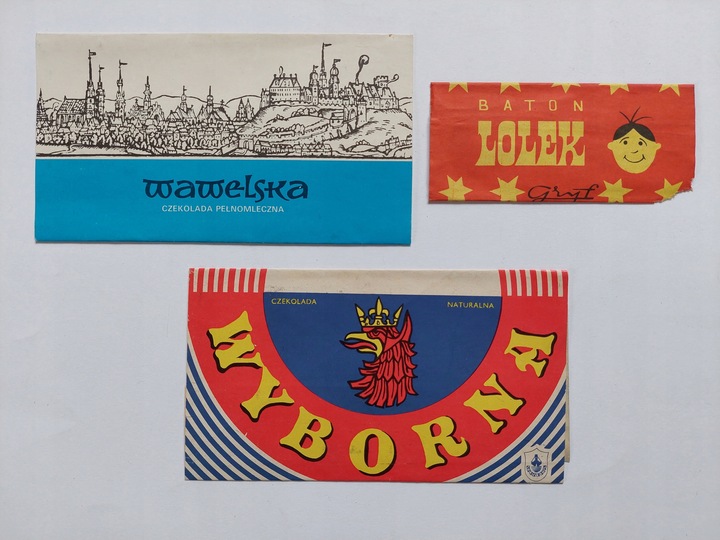 wawelska
CZEKOLADA PEŁNOMLECZNA
BATON
LOLEK
Gryf
CZEKOLADA NATURALNA
WYBORNA